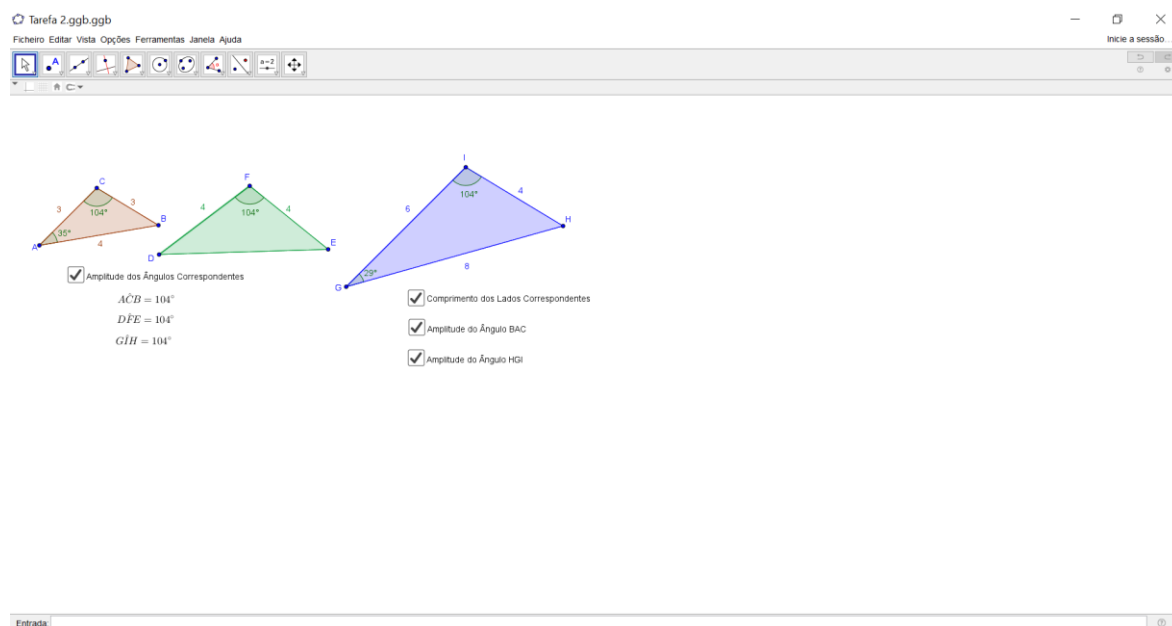 Tarefa 2.ggb.ggb
Ficheiro Editar Vista Opções Ferramentas Janela Ajuda
Inicie a sessão...
A
a=2
C
3
3
104°
B
35°
A
4
F
4
4
104°
E
D
I
104°
4
6
H
8
29°
G
Amplitude dos Ângulos Correspondentes
AĈB = 104°
DF̂E = 104°
GÎH = 104°
Comprimento dos Lados Correspondentes
Amplitude do Ângulo BAC
Amplitude do Ângulo HGI
Entrada: